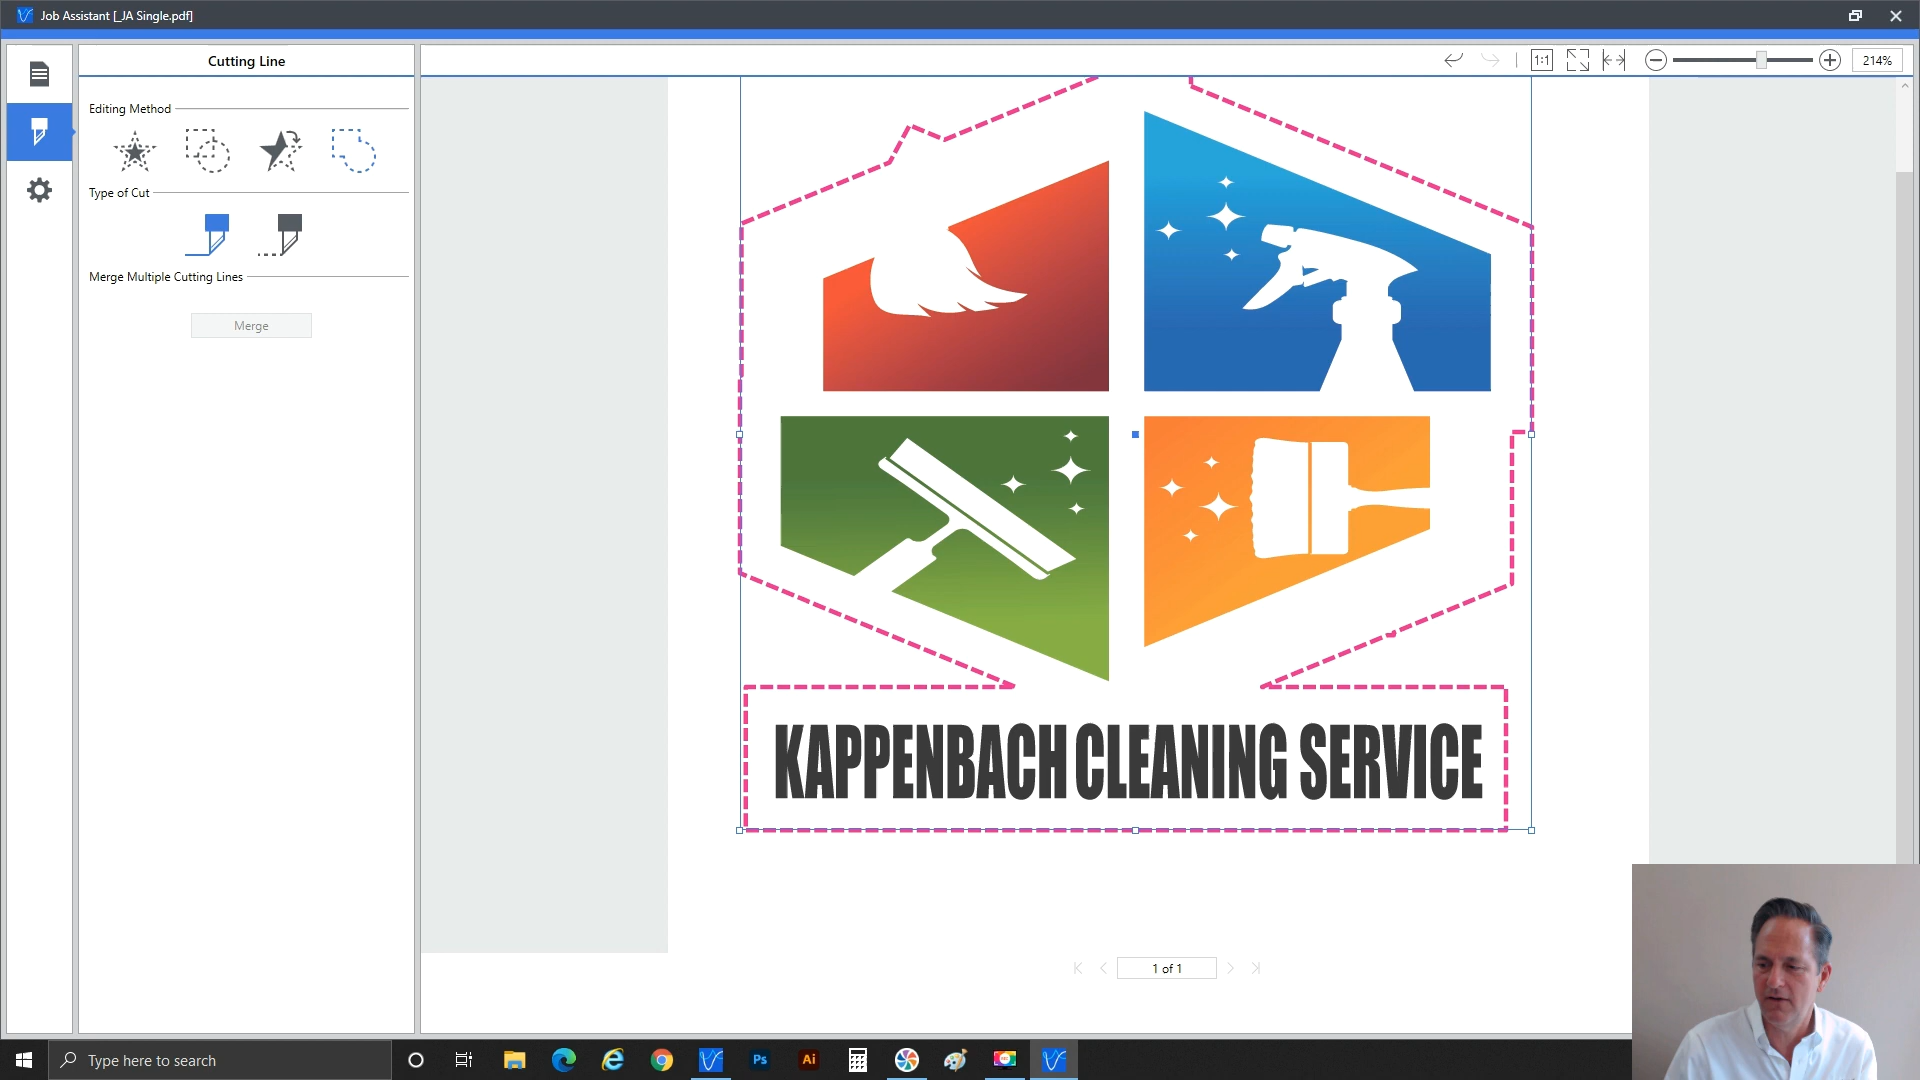 Job Assistant [_JA Single.pdf]
Cutting Line
1:1
214%
Editing Method
Type of Cut
Merge Multiple Cutting Lines
Merge
KAPPENBACH CLEANING SERVICE
1 of 1
Type here to search
Ps
Ai